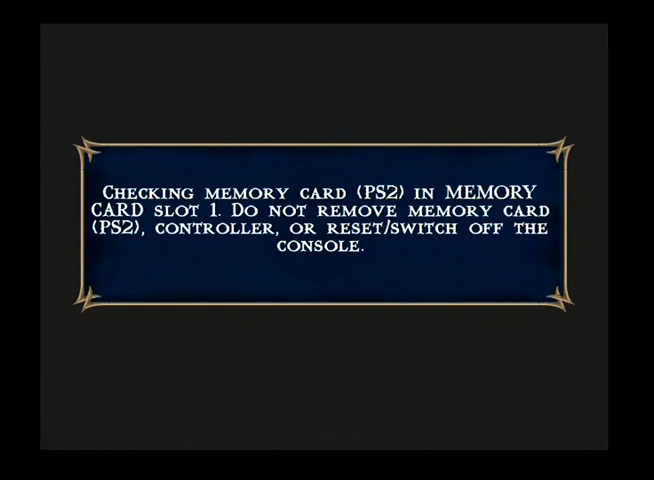 Checking memory card (PS2) in MEMORY
CARD slot 1. Do not remove memory card
(PS2), controller, or reset/switch off the
console.